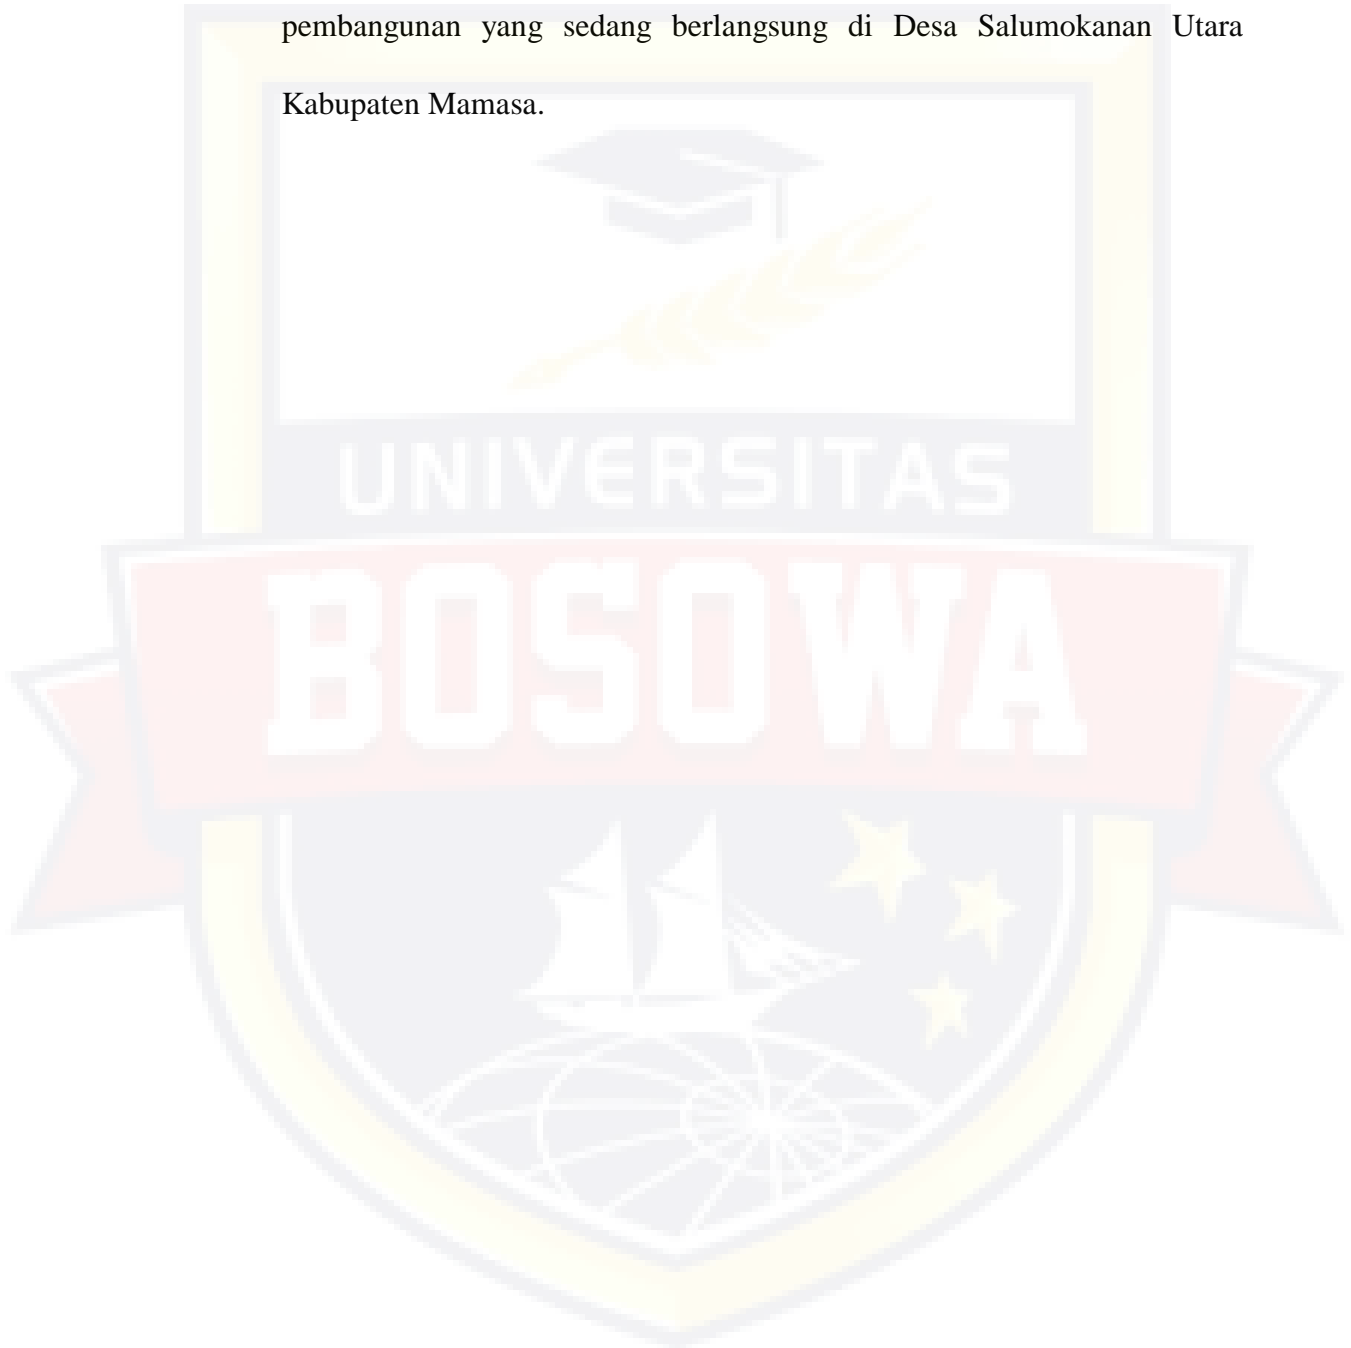 pembangunan yang sedang berlangsung di Desa Salumokanan Utara
Kabupaten Mamasa.
UNIVERSITAS
BOSOWA